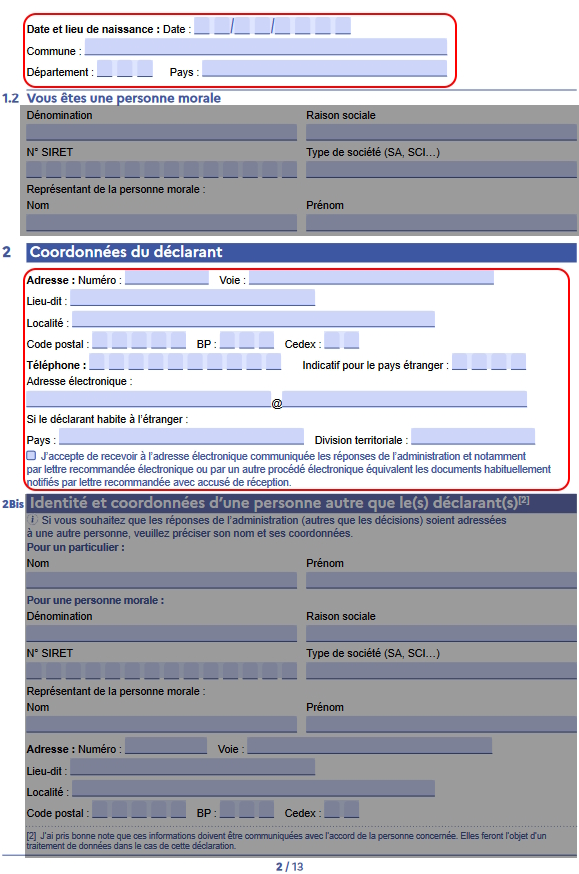 Date et lieu de naissance : Date : / /
Commune :
Département : Pays :
1.2 Vous êtes une personne morale
Dénomination Raison sociale
N° SIRET Type de société (SA, SCI...)
Représentant de la personne morale :
Nom Prénom
2 Coordonnées du déclarant
Adresse : Numéro : Voie :
Lieu-dit :
Localité :
Code postal : BP : Cedex :
Téléphone : Indicatif pour le pays étranger :
Adresse électronique :
@
Si le déclarant habite à l'étranger :
Pays : Division territoriale :
J'accepte de recevoir à l'adresse électronique communiquée les réponses de l'administration et notamment
par lettre recommandée électronique ou par un autre procédé électronique équivalent les documents habituellement
notifiés par lettre recommandée avec accusé de réception.
2Bis Identité et coordonnées d'une personne autre que le(s) déclarant(s)[2]
i Si vous souhaitez que les réponses de l'administration (autres que les décisions) soient adressées
à une autre personne, veuillez préciser son nom et ses coordonnées.
Pour un particulier :
Nom Prénom
Pour une personne morale :
Dénomination Raison sociale
N° SIRET Type de société (SA, SCI...)
Représentant de la personne morale :
Nom Prénom
Adresse : Numéro : Voie :
Lieu-dit :
Localité :
Code postal : BP : Cedex :
[2] J'ai pris bonne note que ces informations doivent être communiquées avec l'accord de la personne concernée. Elles feront l'objet d'un
traitement de données dans le cas de cette déclaration.
2 / 13